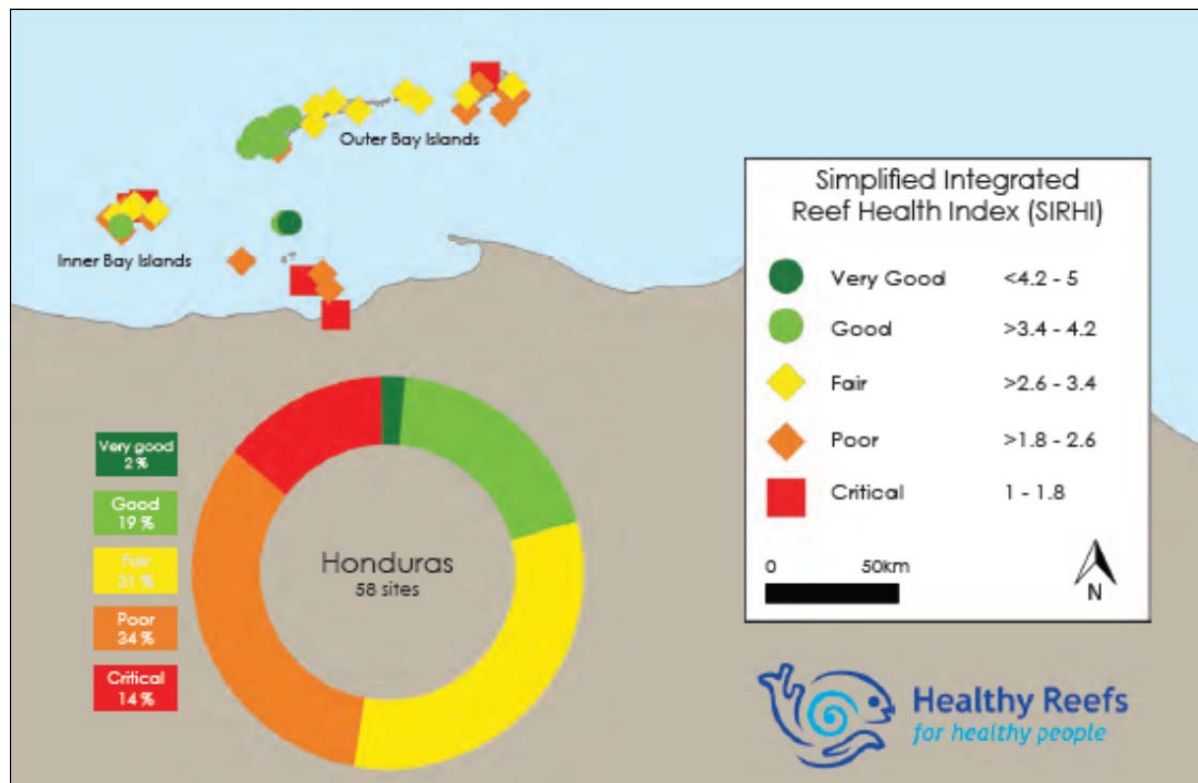 Outer Bay Islands
Inner Bay Islands
Simplified Integrated
Reef Health Index (SIRHI)
Very Good <4.2 - 5
Good >3.4 - 4.2
Fair >2.6 - 3.4
Poor >1.8 - 2.6
Critical 1 - 1.8
0 50km
N
Very good
2 %
Good
19 %
Fair
31 %
Poor
34 %
Critical
14 %
Honduras
58 sites
Healthy Reefs
for healthy people